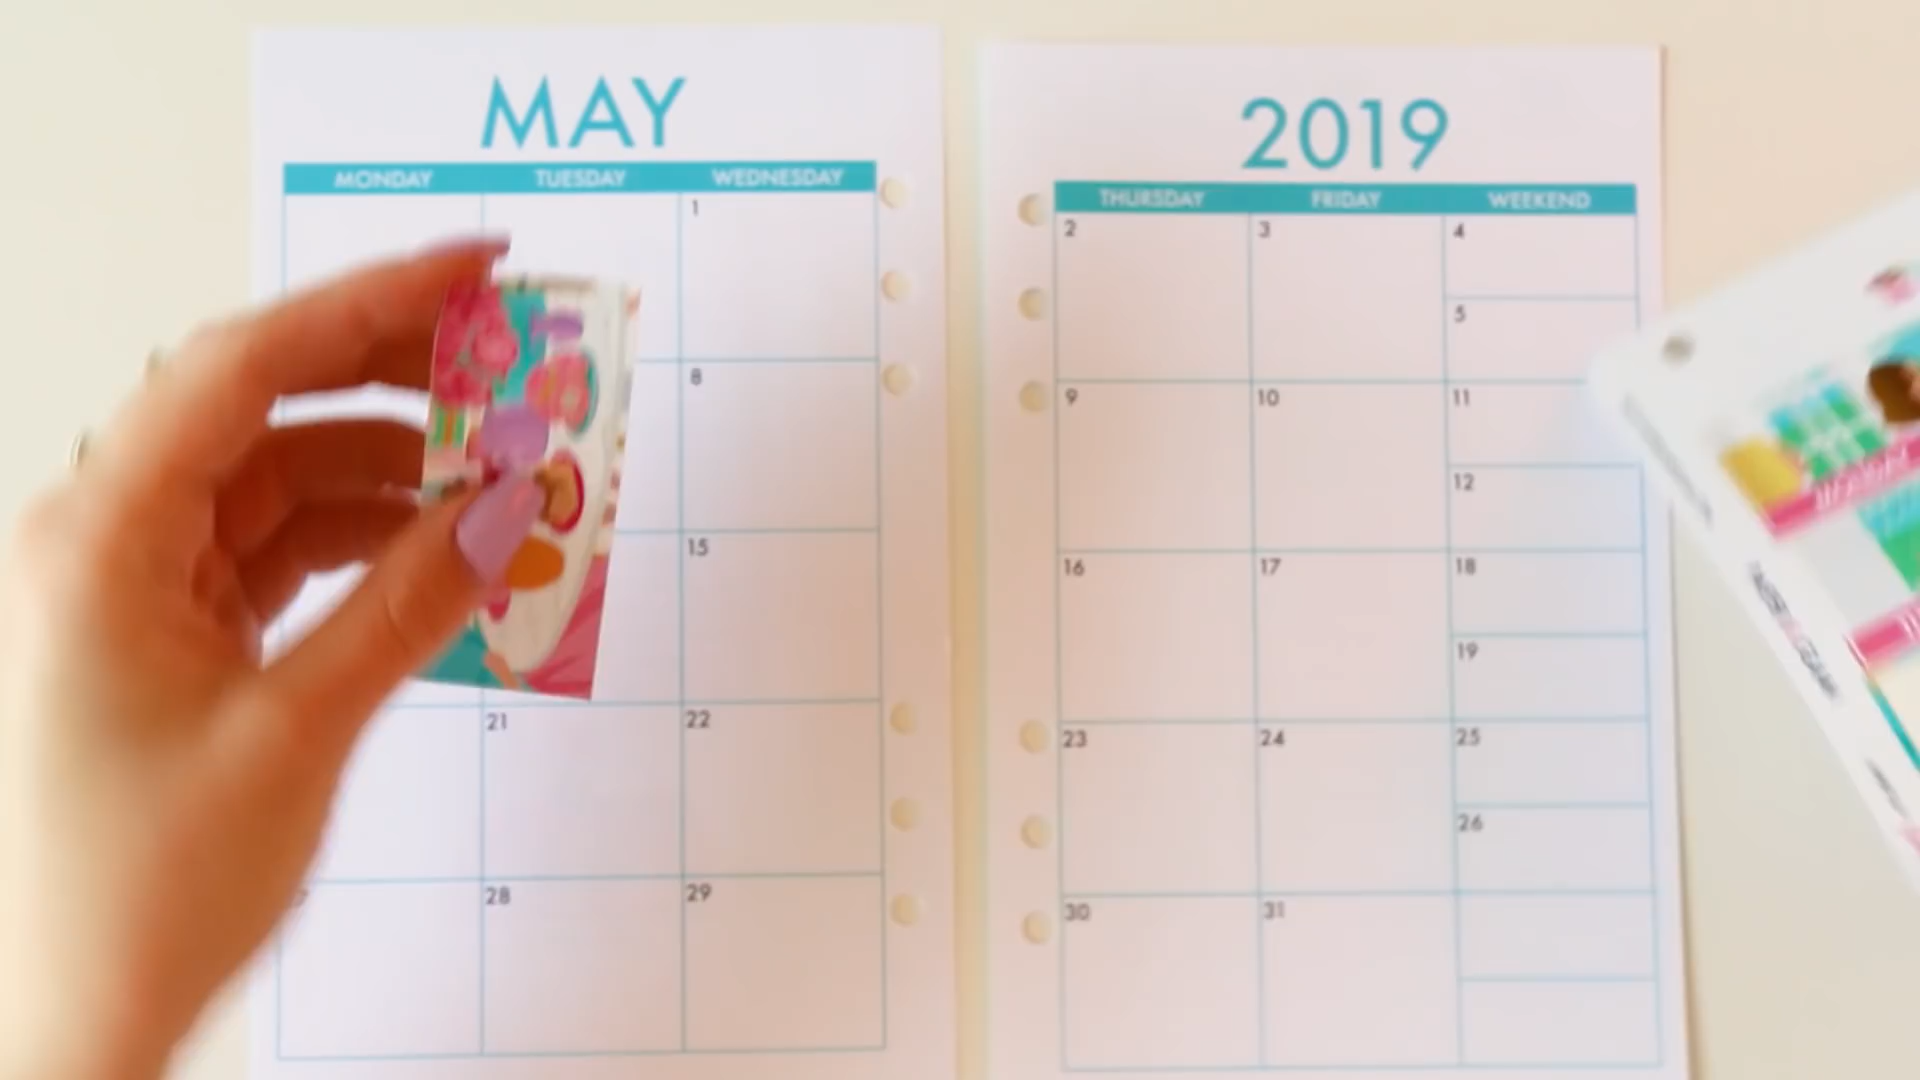 MAY
MONDAY TUESDAY WEDNESDAY
1
8
15
21 22
28 29
2019
THURSDAY FRIDAY WEEKEND
2 3 4
5
9 10 11
12
16 17 18
19
23 24 25
26
30 31